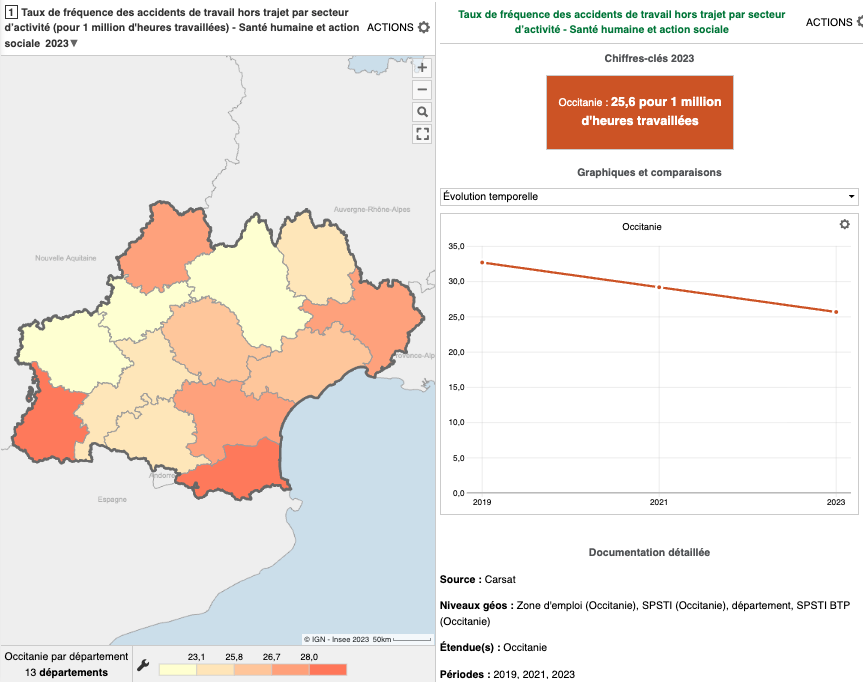 1 Taux de fréquence des accidents de travail hors trajet par secteur
d'activité (pour 1 million d'heures travaillées) - Santé humaine et action
sociale 2023▼
ACTIONS
Nouvelle Aquitaine
Auvergne-Rhône-Alpes
Provence-Alp
Andorre
Espagne
© IGN - Insee 2023 50km
Occitanie par département
13 départements
23,1 25,8 26,7 28,0
Taux de fréquence des accidents de travail hors trajet par secteur
d'activité - Santé humaine et action sociale
ACTIONS
Chiffres-clés 2023
Occitanie : 25,6 pour 1 million
d'heures travaillées
Graphiques et comparaisons
Évolution temporelle
Occitanie
35,0
30,0
25,0
20,0
15,0
10,0
5,0
0,0
2019 2021 2023
Documentation détaillée
Source : Carsat
Niveaux géos : Zone d'emploi (Occitanie), SPSTI (Occitanie), département, SPSTI BTP
(Occitanie)
Étendue(s) : Occitanie
Périodes : 2019, 2021, 2023